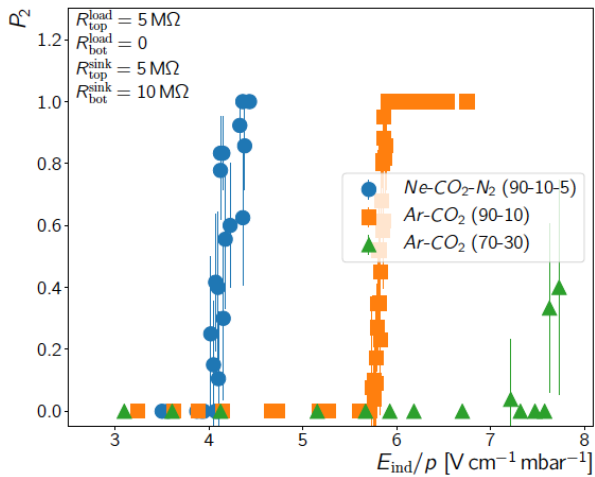 P₂
1.2
1.0
0.8
0.6
0.4
0.2
0.0
R^load_top = 5 MΩ
R^load_bot = 0
R^sink_top = 5 MΩ
R^sink_bot = 10 MΩ
Ne-CO₂-N₂ (90-10-5)
Ar-CO₂ (90-10)
Ar-CO₂ (70-30)
3 4 5 6 7 8
E_ind/p [V cm⁻¹ mbar⁻¹]